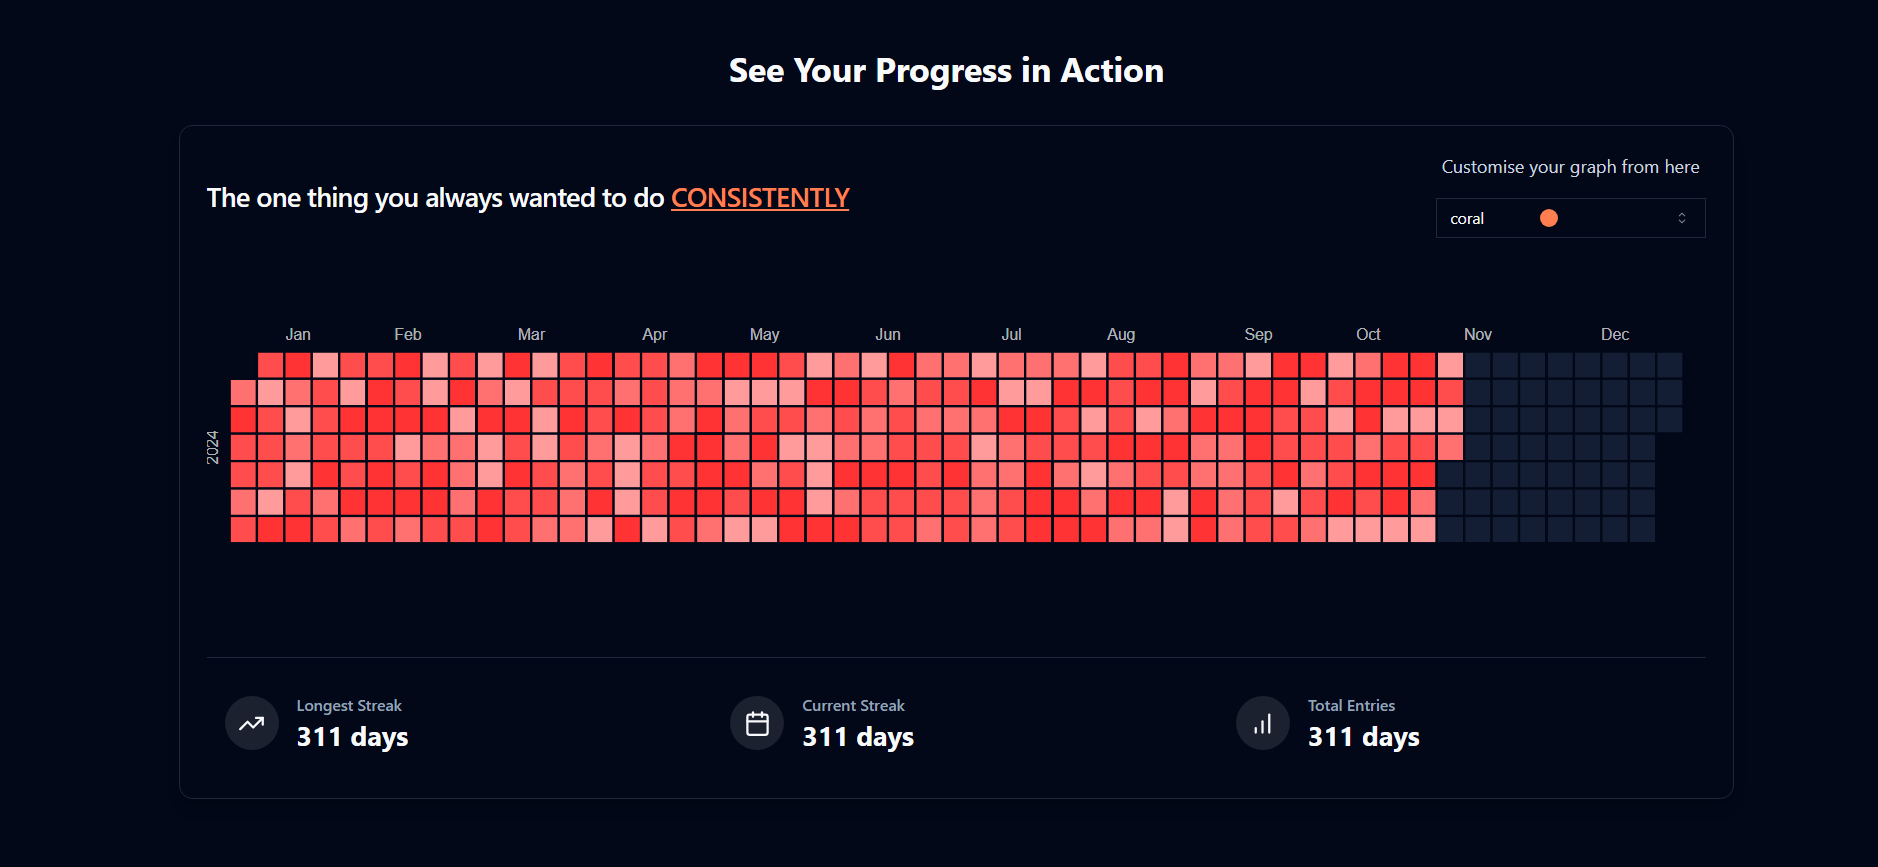 See Your Progress in Action
The one thing you always wanted to do CONSISTENTLY
Customise your graph from here
coral
Jan Feb Mar Apr May Jun Jul Aug Sep Oct Nov Dec
2024
Longest Streak
311 days
Current Streak
311 days
Total Entries
311 days